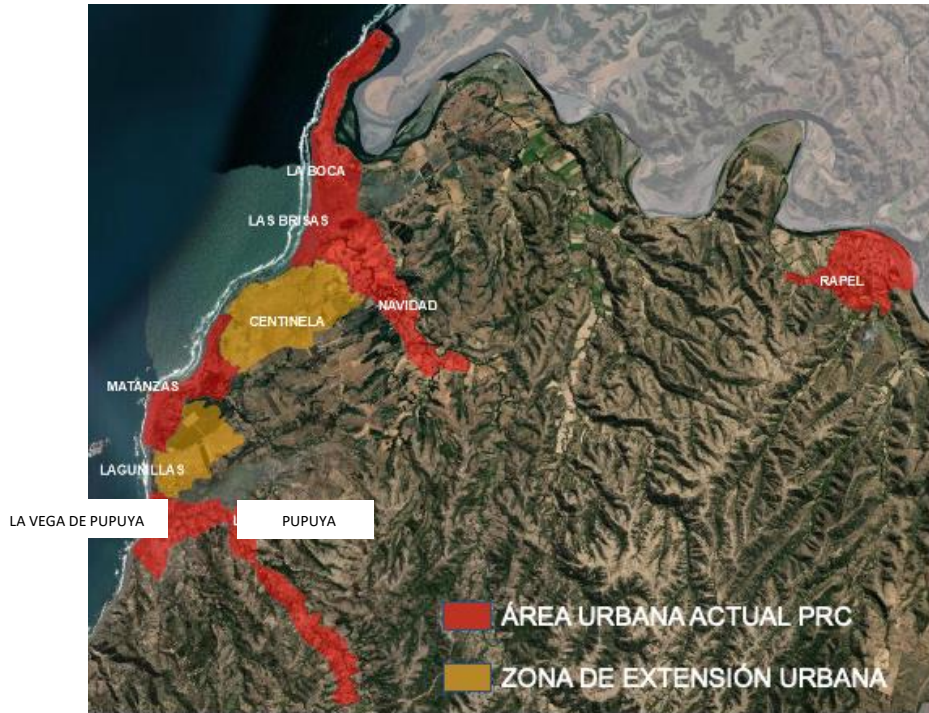 LA BOCA
LAS BRISAS
RAPEL
NAVIDAD
CENTINELA
MATANZAS
LAGUNILLAS
LA VEGA DE PUPUYA
PUPUYA
ÁREA URBANA ACTUAL PRC
ZONA DE EXTENSIÓN URBANA